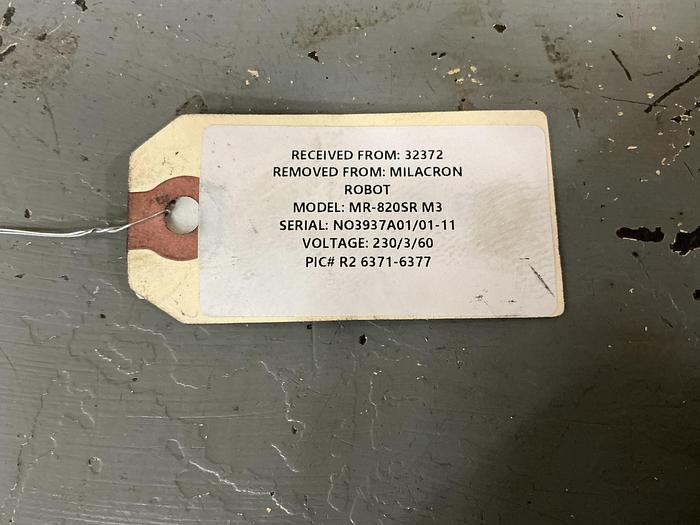 RECEIVED FROM: 32372
REMOVED FROM: MILACRON
ROBOT
MODEL: MR-820SR M3
SERIAL: NO3937A01/01-11
VOLTAGE: 230/3/60
PIC# R2 6371-6377